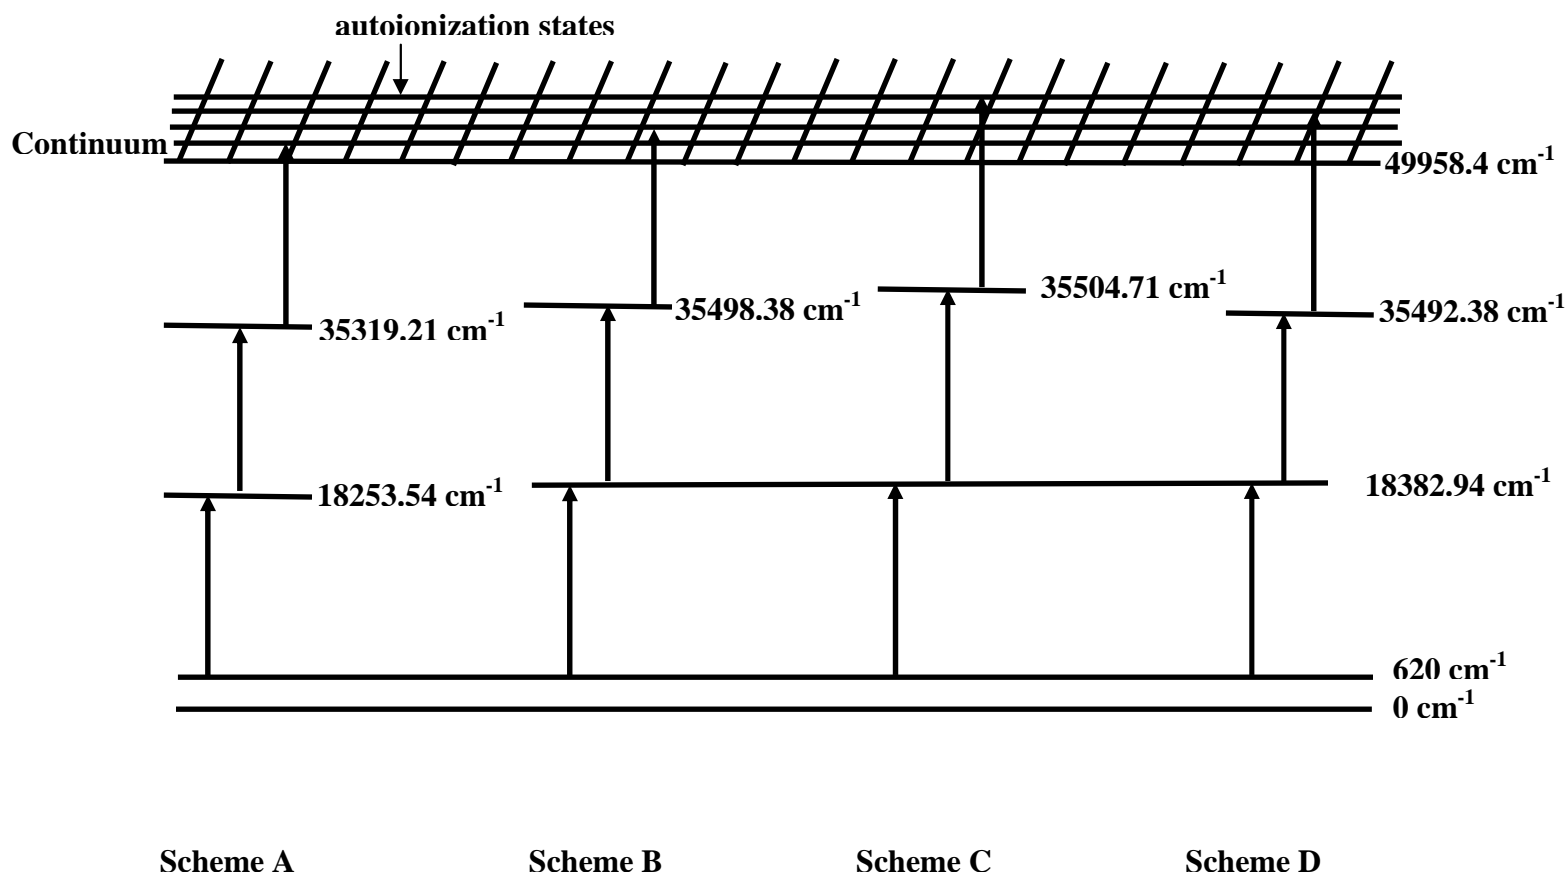 autoionization states
Continuum
49958.4 cm-1
35504.71 cm-1
35498.38 cm-1
35492.38 cm-1
35319.21 cm-1
18382.94 cm-1
18253.54 cm-1
620 cm-1
0 cm-1
Scheme A Scheme B Scheme C Scheme D